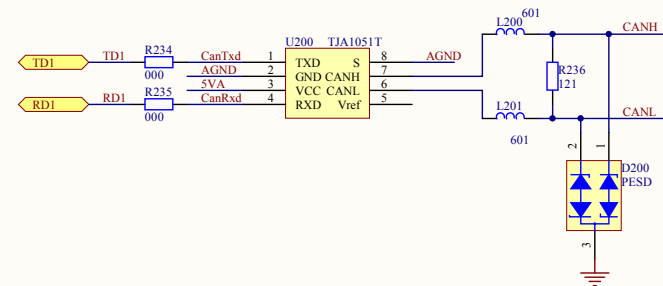 601
L200
CANH
U200 TJA1051T
R234
TD1 TD1 CanTxd 1 TXD S 8 AGND
000
AGND 2 GND CANH 7
R236
121
R235
5VA 3 VCC CANL 6
RD1 RD1 CanRxd 4 RXD Vref 5
000
L201
CANL
601
2 1
D200
PESD
3